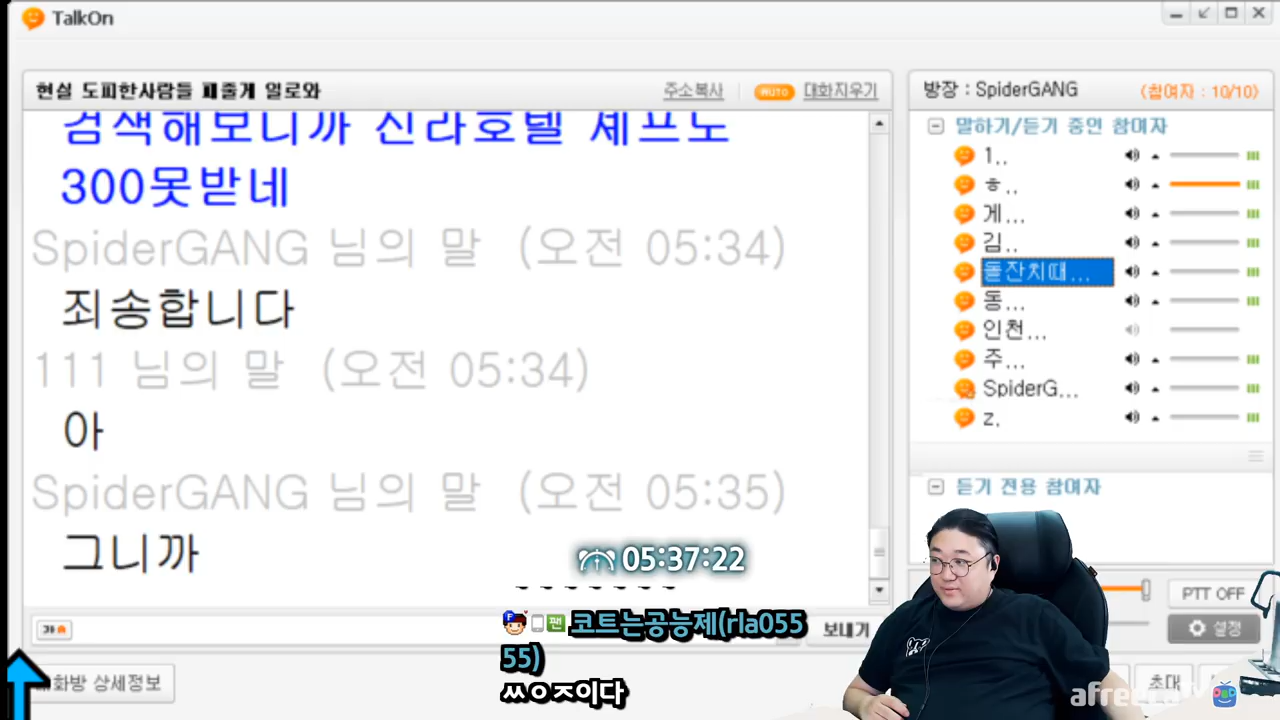 TalkOn
현실 도피한사람들 패줄게 일로와
주소복사
AUTO
대화지우기
검색해보니까 신라호텔 셰프도
300못받네
SpiderGANG 님의 말 (오전 05:34)
죄송합니다
111 님의 말 (오전 05:34)
아
SpiderGANG 님의 말 (오전 05:35)
그니까
05:37:22
팬 코트는공능제(rla055
55)
ㅆㅇㅈ이다
가
보내기
화방 상세정보
방장 : SpiderGANG
(참여자 : 10/10)
말하기/듣기 중인 참여자
1..
ㅎ..
게...
김..
돌잔치때...
동...
인천...
주...
SpiderG...
z.
듣기 전용 참여자
PTT OFF
설정
초대